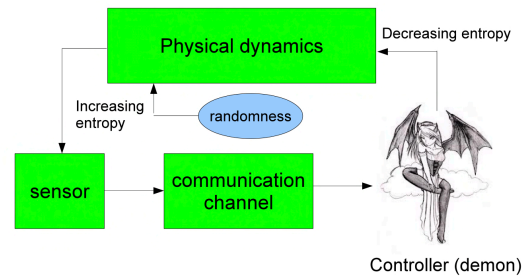 Physical dynamics
Decreasing entropy
Increasing
entropy
randomness
sensor
communication
channel
Controller (demon)